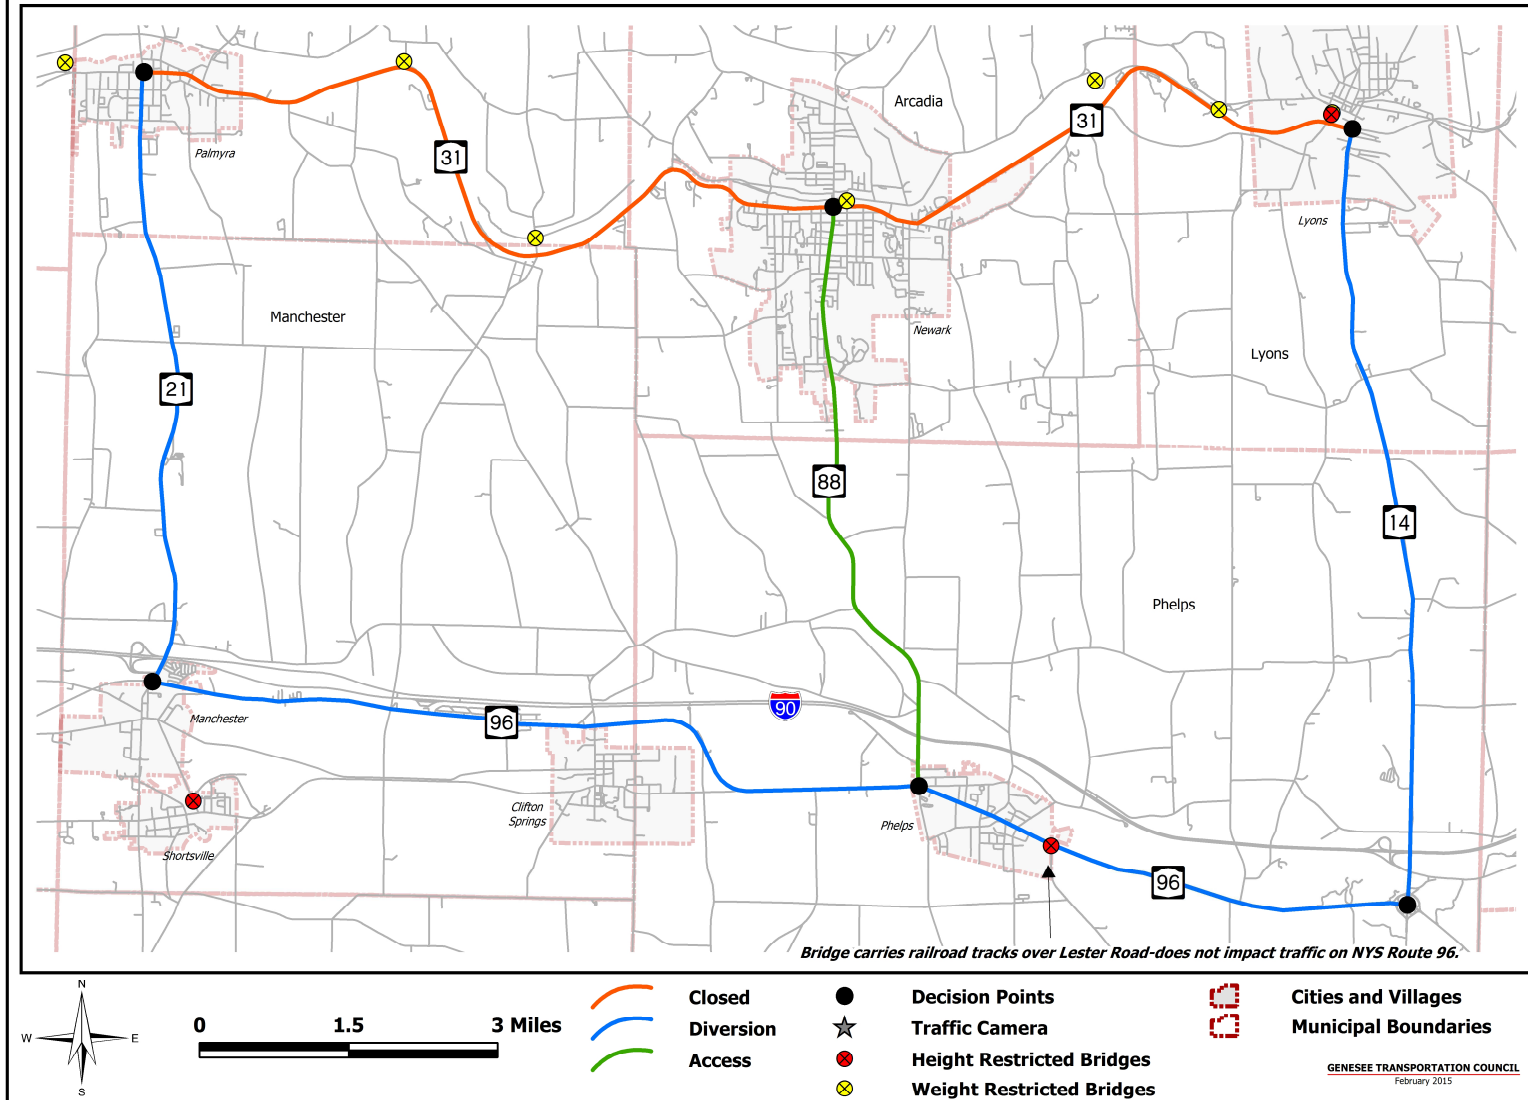 Arcadia
31
Palmyra
31
Lyons
Manchester
Newark
Lyons
21
88
14
Phelps
90
Manchester
96
Clifton
Springs
Phelps
Shortsville
96
Bridge carries railroad tracks over Lester Road-does not impact traffic on NYS Route 96.
N
W
E
S
0
1.5
3 Miles
Closed
Diversion
Access
Decision Points
Traffic Camera
Height Restricted Bridges
Weight Restricted Bridges
Cities and Villages
Municipal Boundaries
GENESEE TRANSPORTATION COUNCIL
February 2015